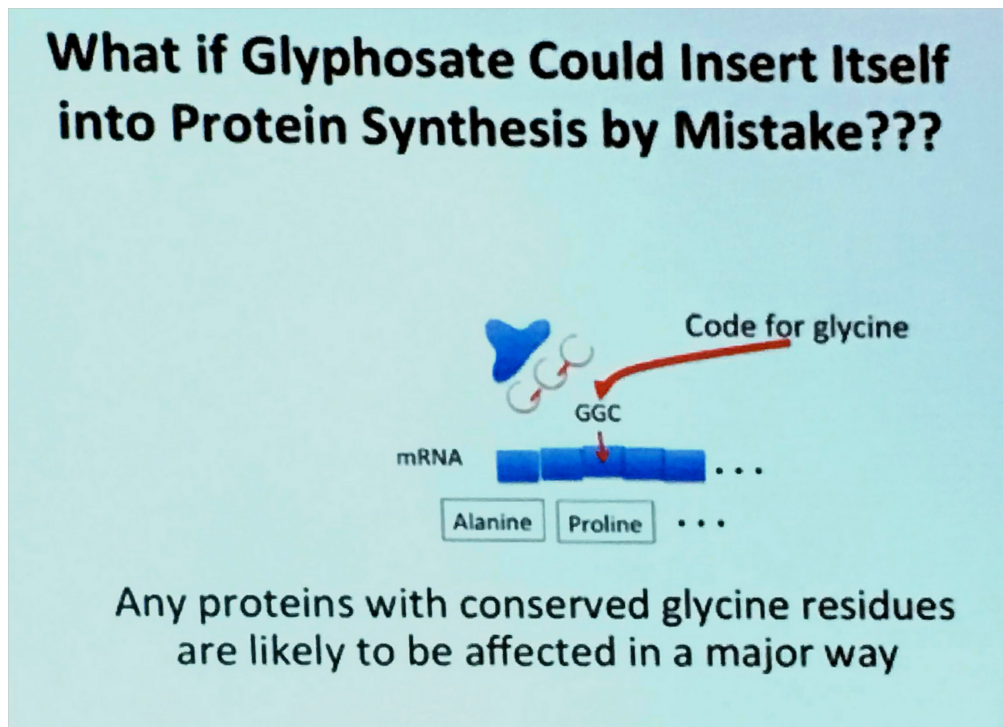 What if Glyphosate Could Insert Itself
into Protein Synthesis by Mistake???
Code for glycine
GGC
mRNA
...
Alanine
Proline
...
Any proteins with conserved glycine residues
are likely to be affected in a major way